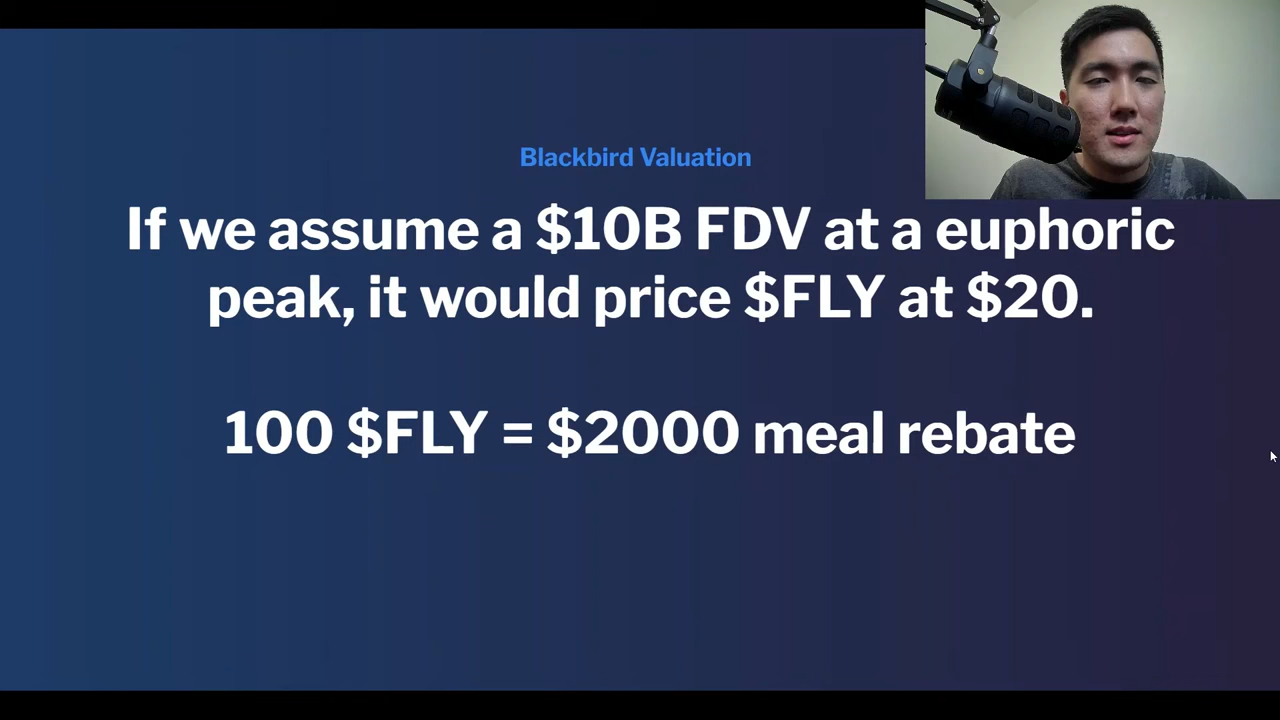 Blackbird Valuation
If we assume a $10B FDV at a euphoric
peak, it would price $FLY at $20.
100 $FLY = $2000 meal rebate